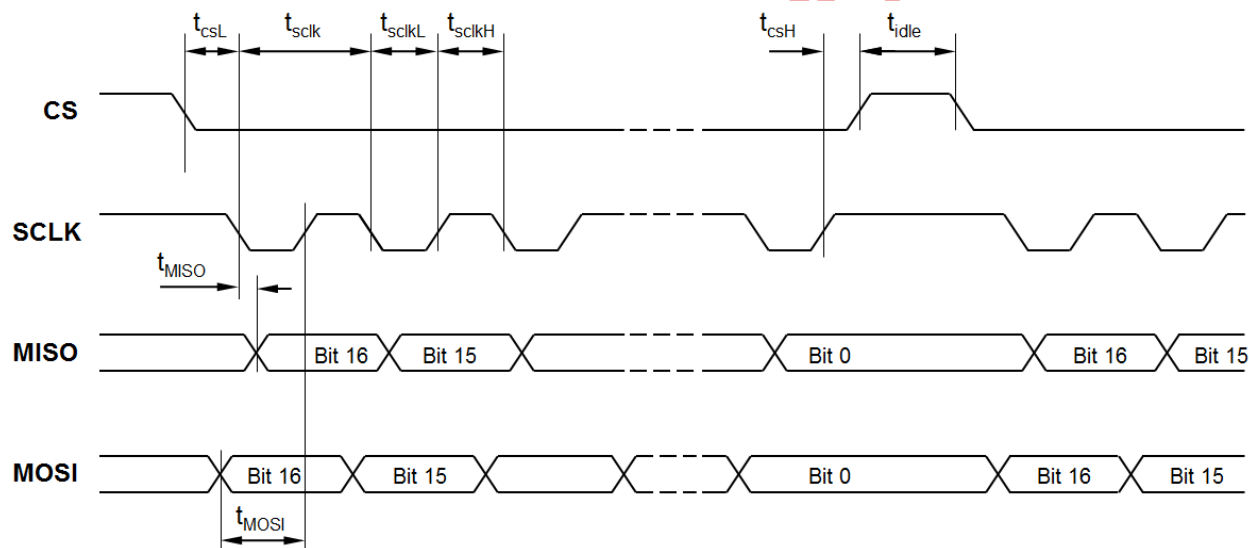 tcsL tsclk tsclkL tsclkH tcsH tidle
CS
SCLK
tMISO
MISO Bit 16 Bit 15 Bit 0 Bit 16 Bit 15
MOSI Bit 16 Bit 15 Bit 0 Bit 16 Bit 15
tMOSI